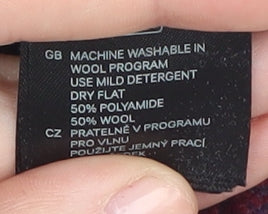 GB MACHINE WASHABLE IN
WOOL PROGRAM
USE MILD DETERGENT
DRY FLAT
50% POLYAMIDE
50% WOOL
CZ PRATELNÉ V PROGRAMU
PRO VLNU
POUŽIJTE JEMNÝ PRACÍ